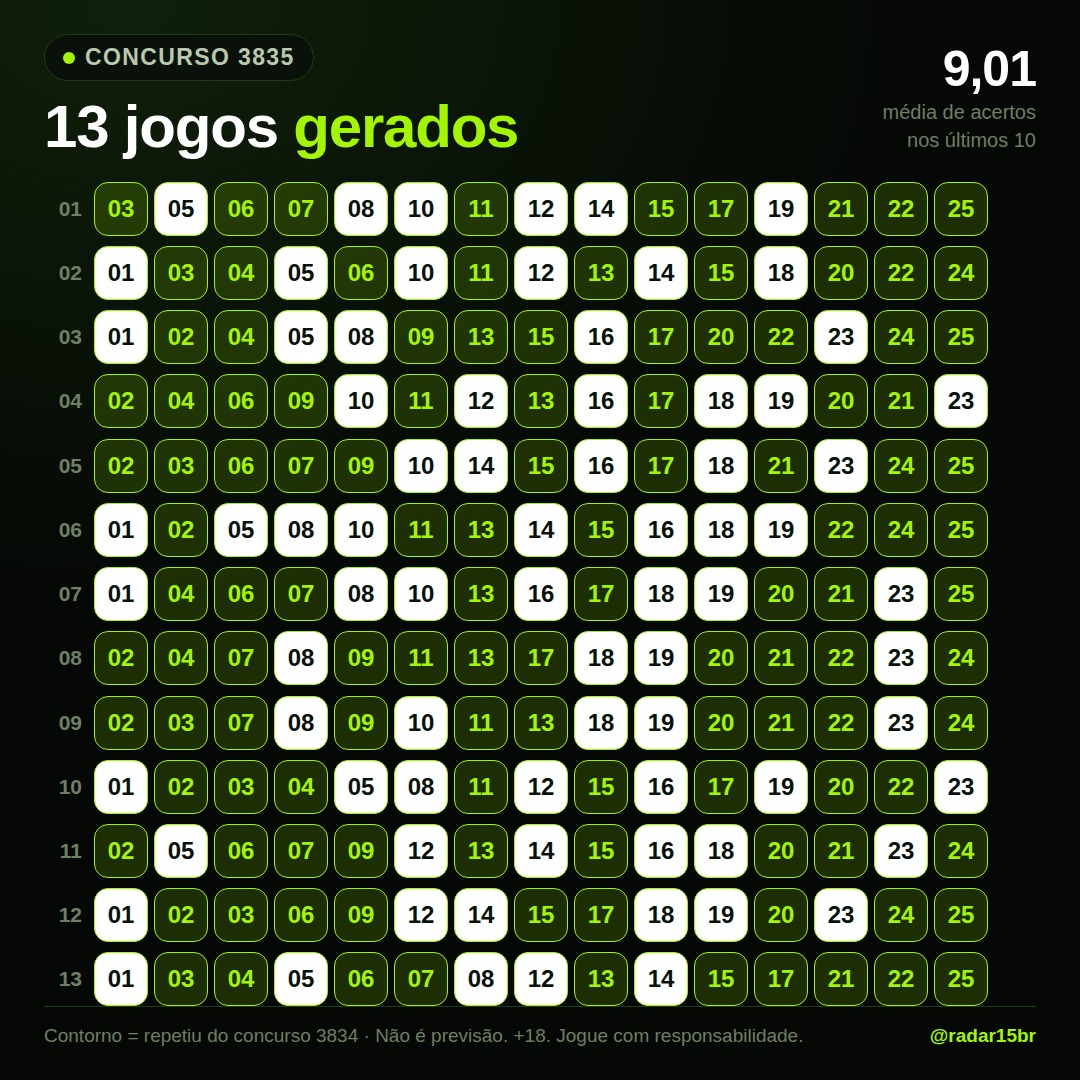 CONCURSO 3835
13 jogos gerados
9,01
média de acertos
nos últimos 10
01 03 05 06 07 08 10 11 12 14 15 17 19 21 22 25
02 01 03 04 05 06 10 11 12 13 14 15 18 20 22 24
03 01 02 04 05 08 09 13 15 16 17 20 22 23 24 25
04 02 04 06 09 10 11 12 13 16 17 18 19 20 21 23
05 02 03 06 07 09 10 14 15 16 17 18 21 23 24 25
06 01 02 05 08 10 11 13 14 15 16 18 19 22 24 25
07 01 04 06 07 08 10 13 16 17 18 19 20 21 23 25
08 02 04 07 08 09 11 13 17 18 19 20 21 22 23 24
09 02 03 07 08 09 10 11 13 18 19 20 21 22 23 24
10 01 02 03 04 05 08 11 12 15 16 17 19 20 22 23
11 02 05 06 07 09 12 13 14 15 16 18 20 21 23 24
12 01 02 03 06 09 12 14 15 17 18 19 20 23 24 25
13 01 03 04 05 06 07 08 12 13 14 15 17 21 22 25
Contorno = repetiu do concurso 3834 · Não é previsão. +18. Jogue com responsabilidade.
@radar15br